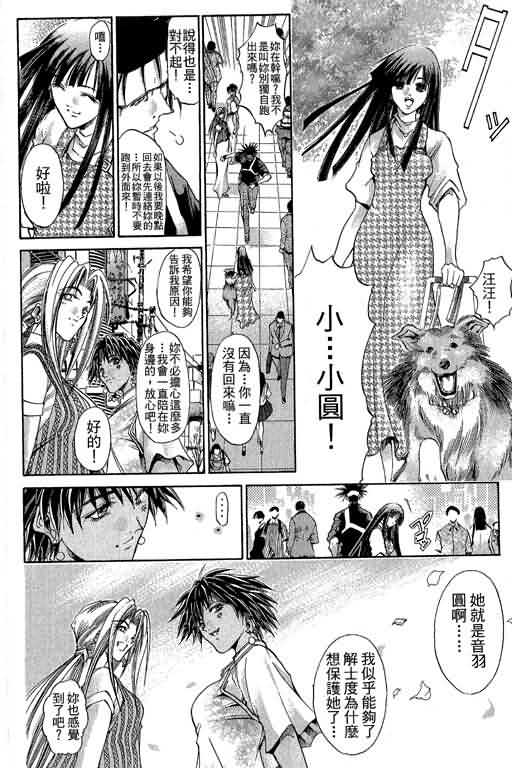 汪汪！
小…小圓！
妳在幹嘛？我不
是叫妳別獨自跑
出來嗎？
因為…你一直
沒有回來嘛…
說得也是…
對不起！
如果以後我要晚點
回去會先連絡妳的
…所以妳暫時不要
跑到外面來！
嘻…
好啦！
我希望你能夠
告訴我原因！
妳不必擔心這麼多
…我會一直陪在妳
身邊的，放心吧！
好的！
……
她就是音羽
圓啊……
我似乎能夠了
解士度為什麼
想保護她了…
妳也感覺
到了吧？